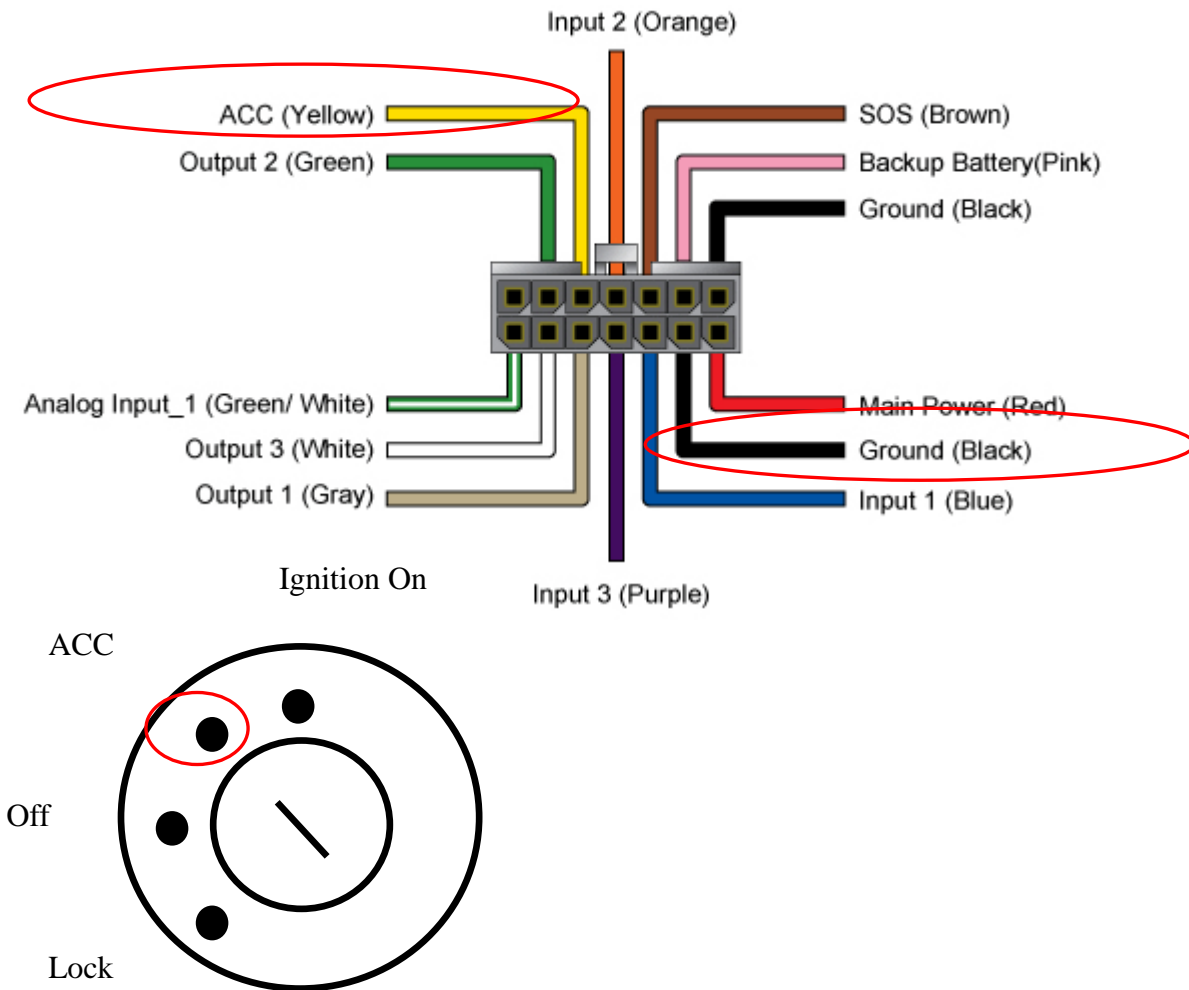 Input 2 (Orange)
ACC (Yellow)
SOS (Brown)
Output 2 (Green)
Backup Battery(Pink)
Ground (Black)
Analog Input_1 (Green/ White)
Main Power (Red)
Output 3 (White)
Ground (Black)
Output 1 (Gray)
Input 1 (Blue)
Input 3 (Purple)
Ignition On
ACC
Off
Lock